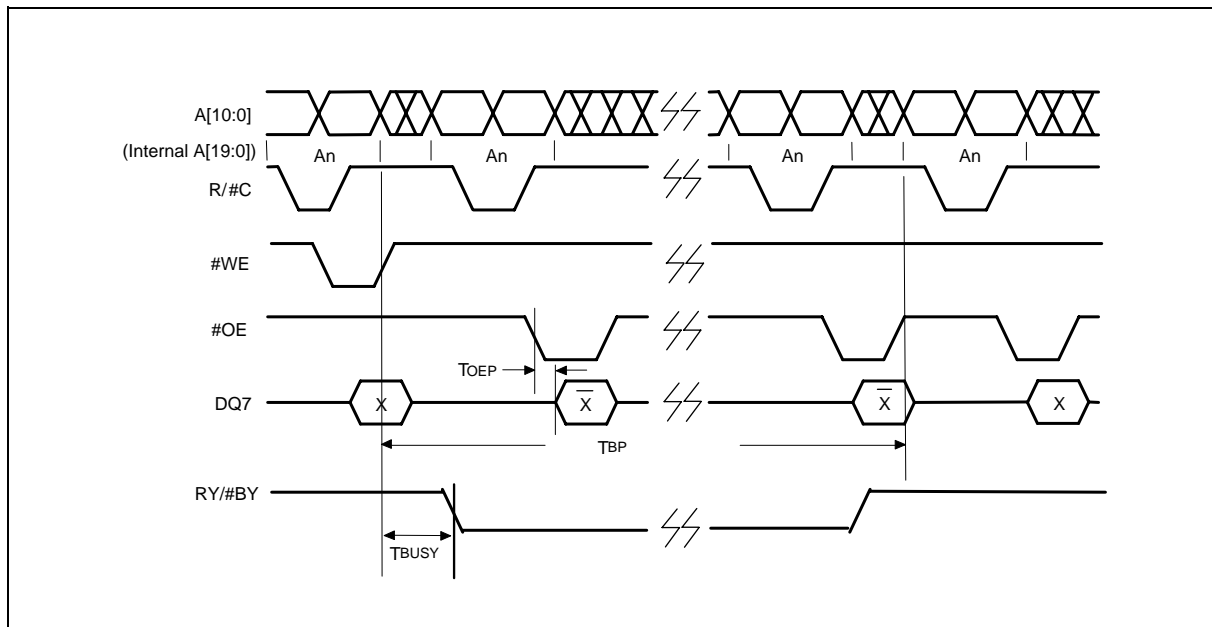 A[10:0]
(Internal A[19:0])
An An An An
R/#C
#WE
#OE
TOEP
DQ7
X X̅ X̅ X
TBP
RY/#BY
TBUSY